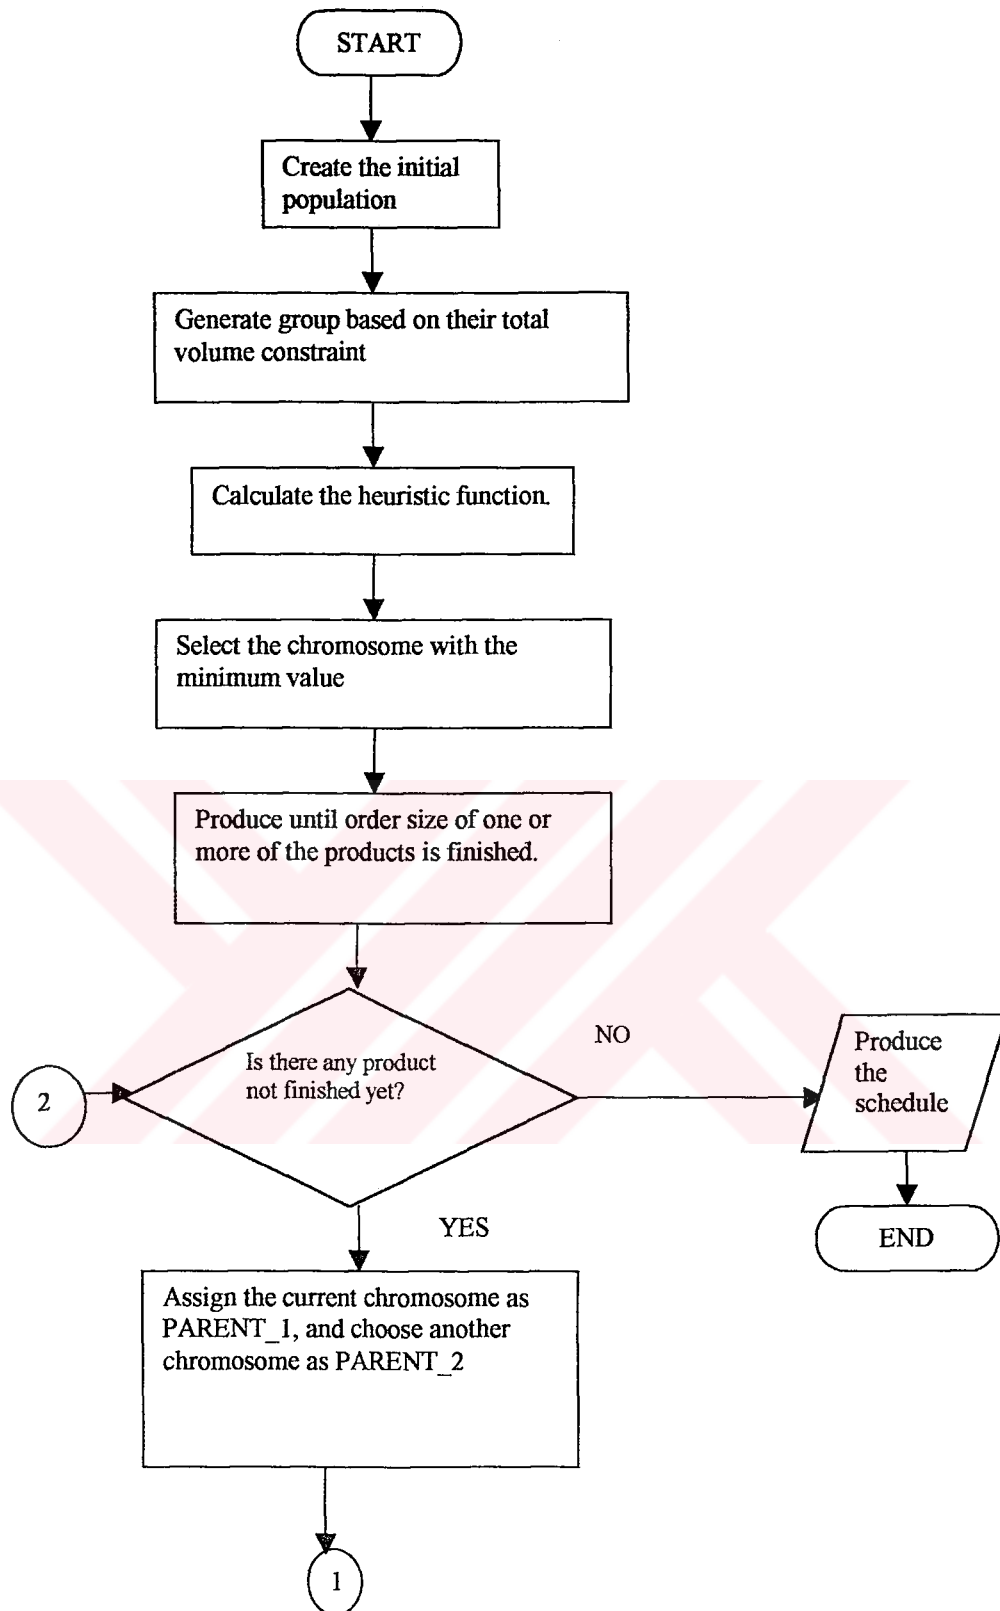 START
Create the initial
population
Generate group based on their total
volume constraint
Calculate the heuristic function.
Select the chromosome with the
minimum value
Produce until order size of one or
more of the products is finished.
Is there any product
not finished yet?
NO
Produce
the
schedule
2
YES
END
Assign the current chromosome as
PARENT_1, and choose another
chromosome as PARENT_2
1